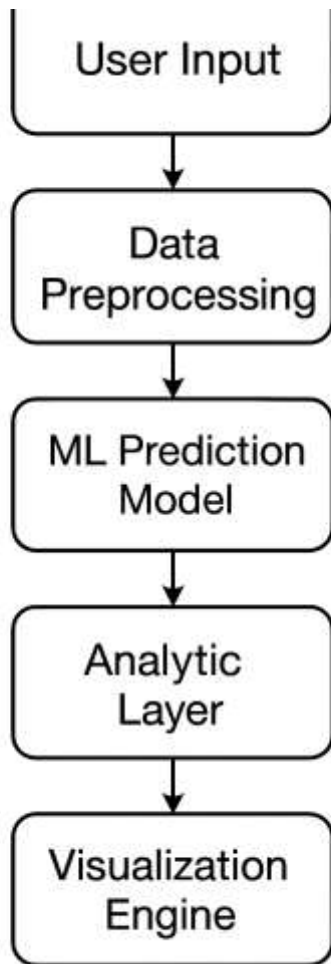 User Input
Data
Preprocessing
ML Prediction
Model
Analytic
Layer
Visualization
Engine